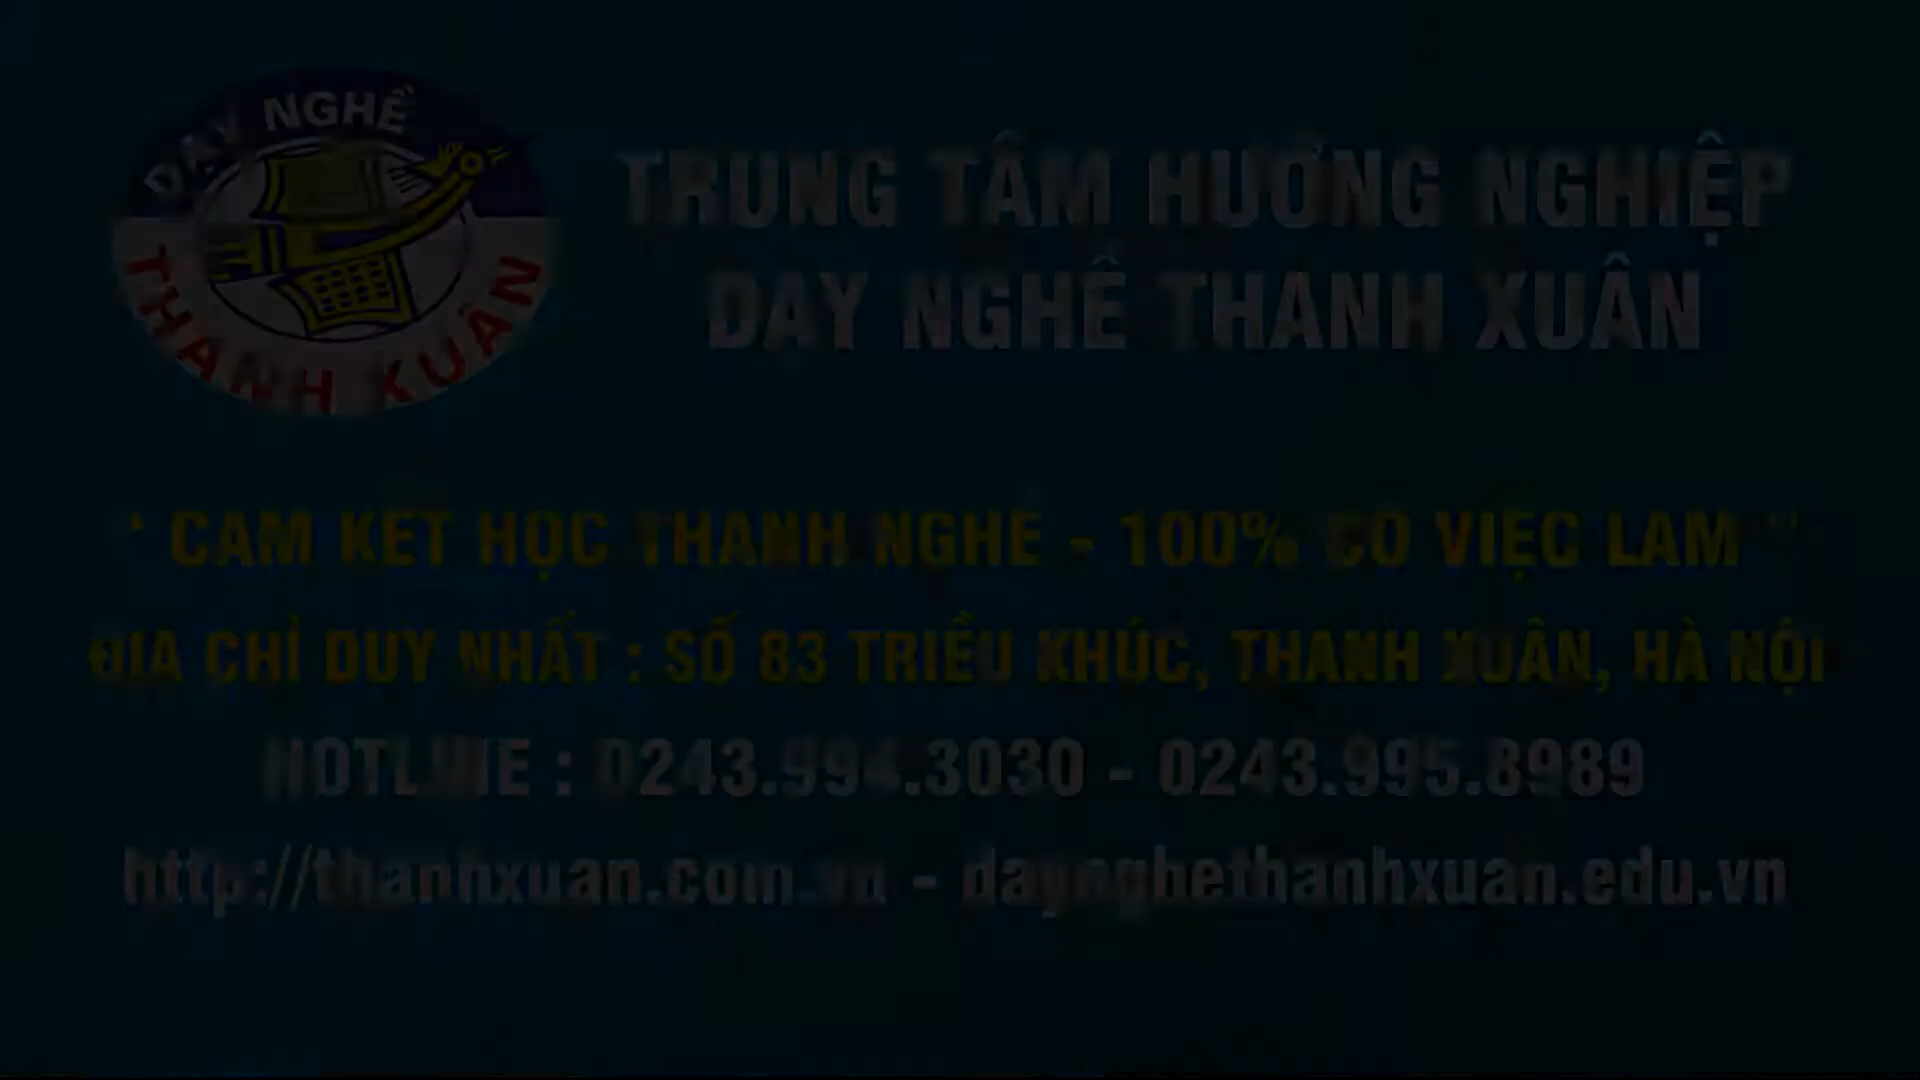 DẠY NGHỀ
THANH XUÂN
TRUNG TÂM HƯỚNG NGHIỆP
DẠY NGHỀ THANH XUÂN
" CAM KẾT HỌC THÀNH NGHỀ - 100% CÓ VIỆC LÀM "
ĐỊA CHỈ DUY NHẤT : SỐ 83 TRIỀU KHÚC, THANH XUÂN, HÀ NỘI
HOTLINE : 0243.994.3030 - 0243.995.8989
http://thanhxuan.com.vn - daynghethanhxuan.edu.vn